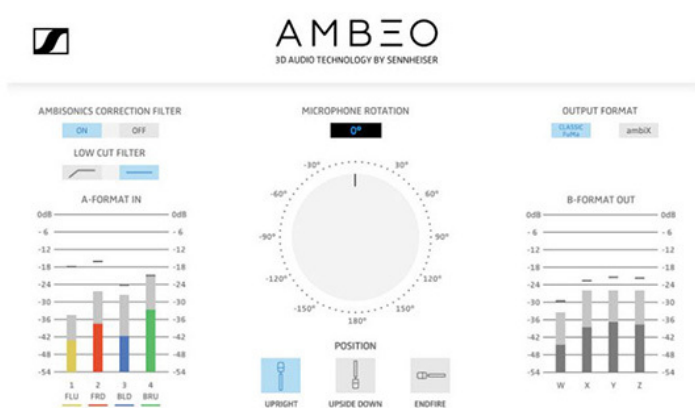 AMBEO
3D AUDIO TECHNOLOGY BY SENNHEISER
AMBISONICS CORRECTION FILTER
ON OFF
LOW CUT FILTER
MICROPHONE ROTATION
0°
OUTPUT FORMAT
CLASSIC FuMa ambiX
A-FORMAT IN
0dB 0dB
-6 -6
-12 -12
-18 -18
-24 -24
-30 -30
-36 -36
-42 -42
-48 -48
-54 -54
1 2 3 4
FLU FRD BLD BRU
-30° 30°
-60° 60°
-90° 90°
-120° 120°
-150° 150°
180°
POSITION
UPRIGHT UPSIDE DOWN ENDFIRE
B-FORMAT OUT
0dB 0dB
-6 -6
-12 -12
-18 -18
-24 -24
-30 -30
-36 -36
-42 -42
-48 -48
-54 -54
W X Y Z